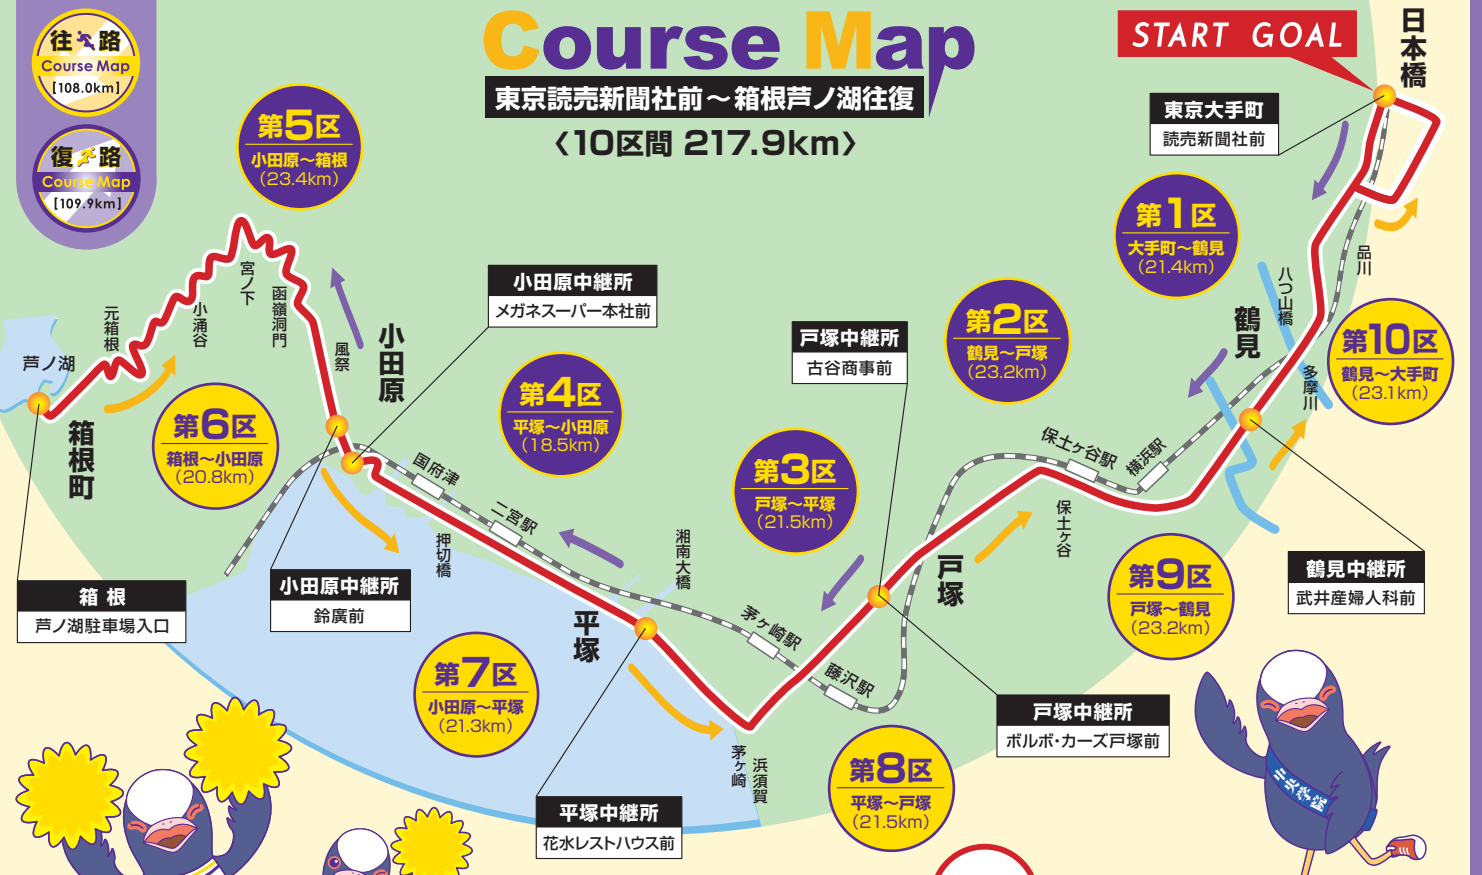 往路
Course Map
[108.0km]
復路
Course Map
[109.9km]
Course Map
東京読売新聞社前～箱根芦ノ湖往復
〈10区間 217.9km〉
START GOAL
日本橋
東京大手町
読売新聞社前
第1区
大手町～鶴見
(21.4km)
第2区
鶴見～戸塚
(23.2km)
第3区
戸塚～平塚
(21.5km)
第4区
平塚～小田原
(18.5km)
第5区
小田原～箱根
(23.4km)
第6区
箱根～小田原
(20.8km)
第7区
小田原～平塚
(21.3km)
第8区
平塚～戸塚
(21.5km)
第9区
戸塚～鶴見
(23.2km)
第10区
鶴見～大手町
(23.1km)
品川
八つ山橋
鶴見
多摩川
鶴見中継所
武井産婦人科前
横浜駅
保土ヶ谷駅
保土ヶ谷
戸塚
戸塚中継所
古谷商事前
戸塚中継所
ボルボ・カーズ戸塚前
藤沢駅
茅ヶ崎駅
浜須賀
茅ヶ崎
湘南大橋
平塚
平塚中継所
花水レストハウス前
二宮駅
国府津
押切橋
小田原
小田原中継所
メガネスーパー本社前
小田原中継所
鈴廣前
風祭
函嶺洞門
宮ノ下
小涌谷
元箱根
芦ノ湖
箱根町
箱根
芦ノ湖駐車場入口
中央学院